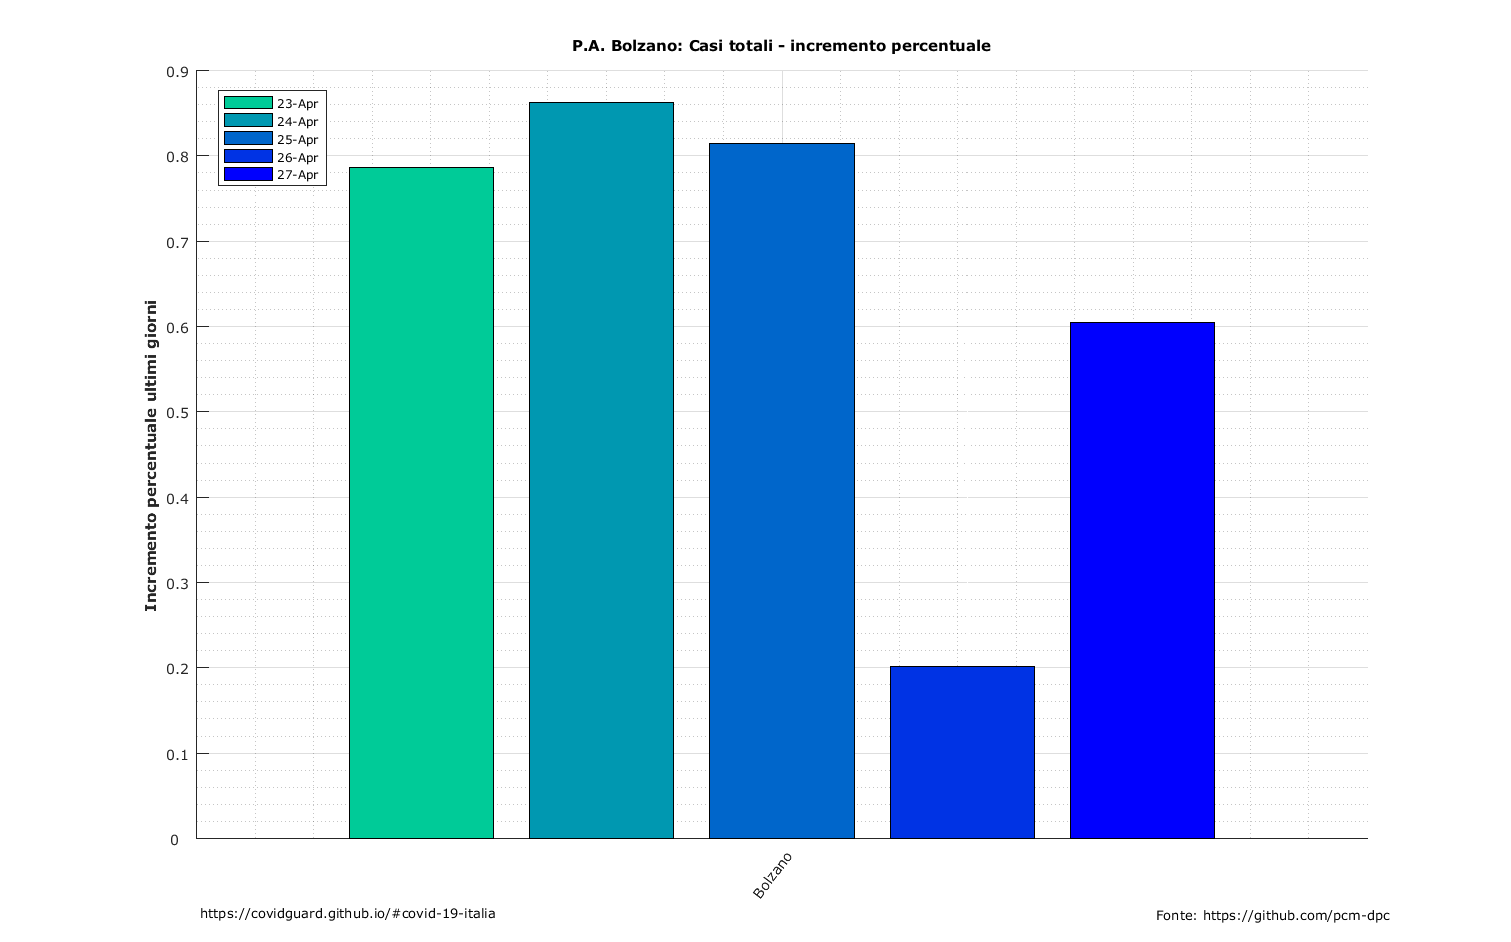 P.A. Bolzano: Casi totali - incremento percentuale
Incremento percentuale ultimi giorni
0.9
0.8
0.7
0.6
0.5
0.4
0.3
0.2
0.1
0
23-Apr
24-Apr
25-Apr
26-Apr
27-Apr
Bolzano
https://covidguard.github.io/#covid-19-italia
Fonte: https://github.com/pcm-dpc